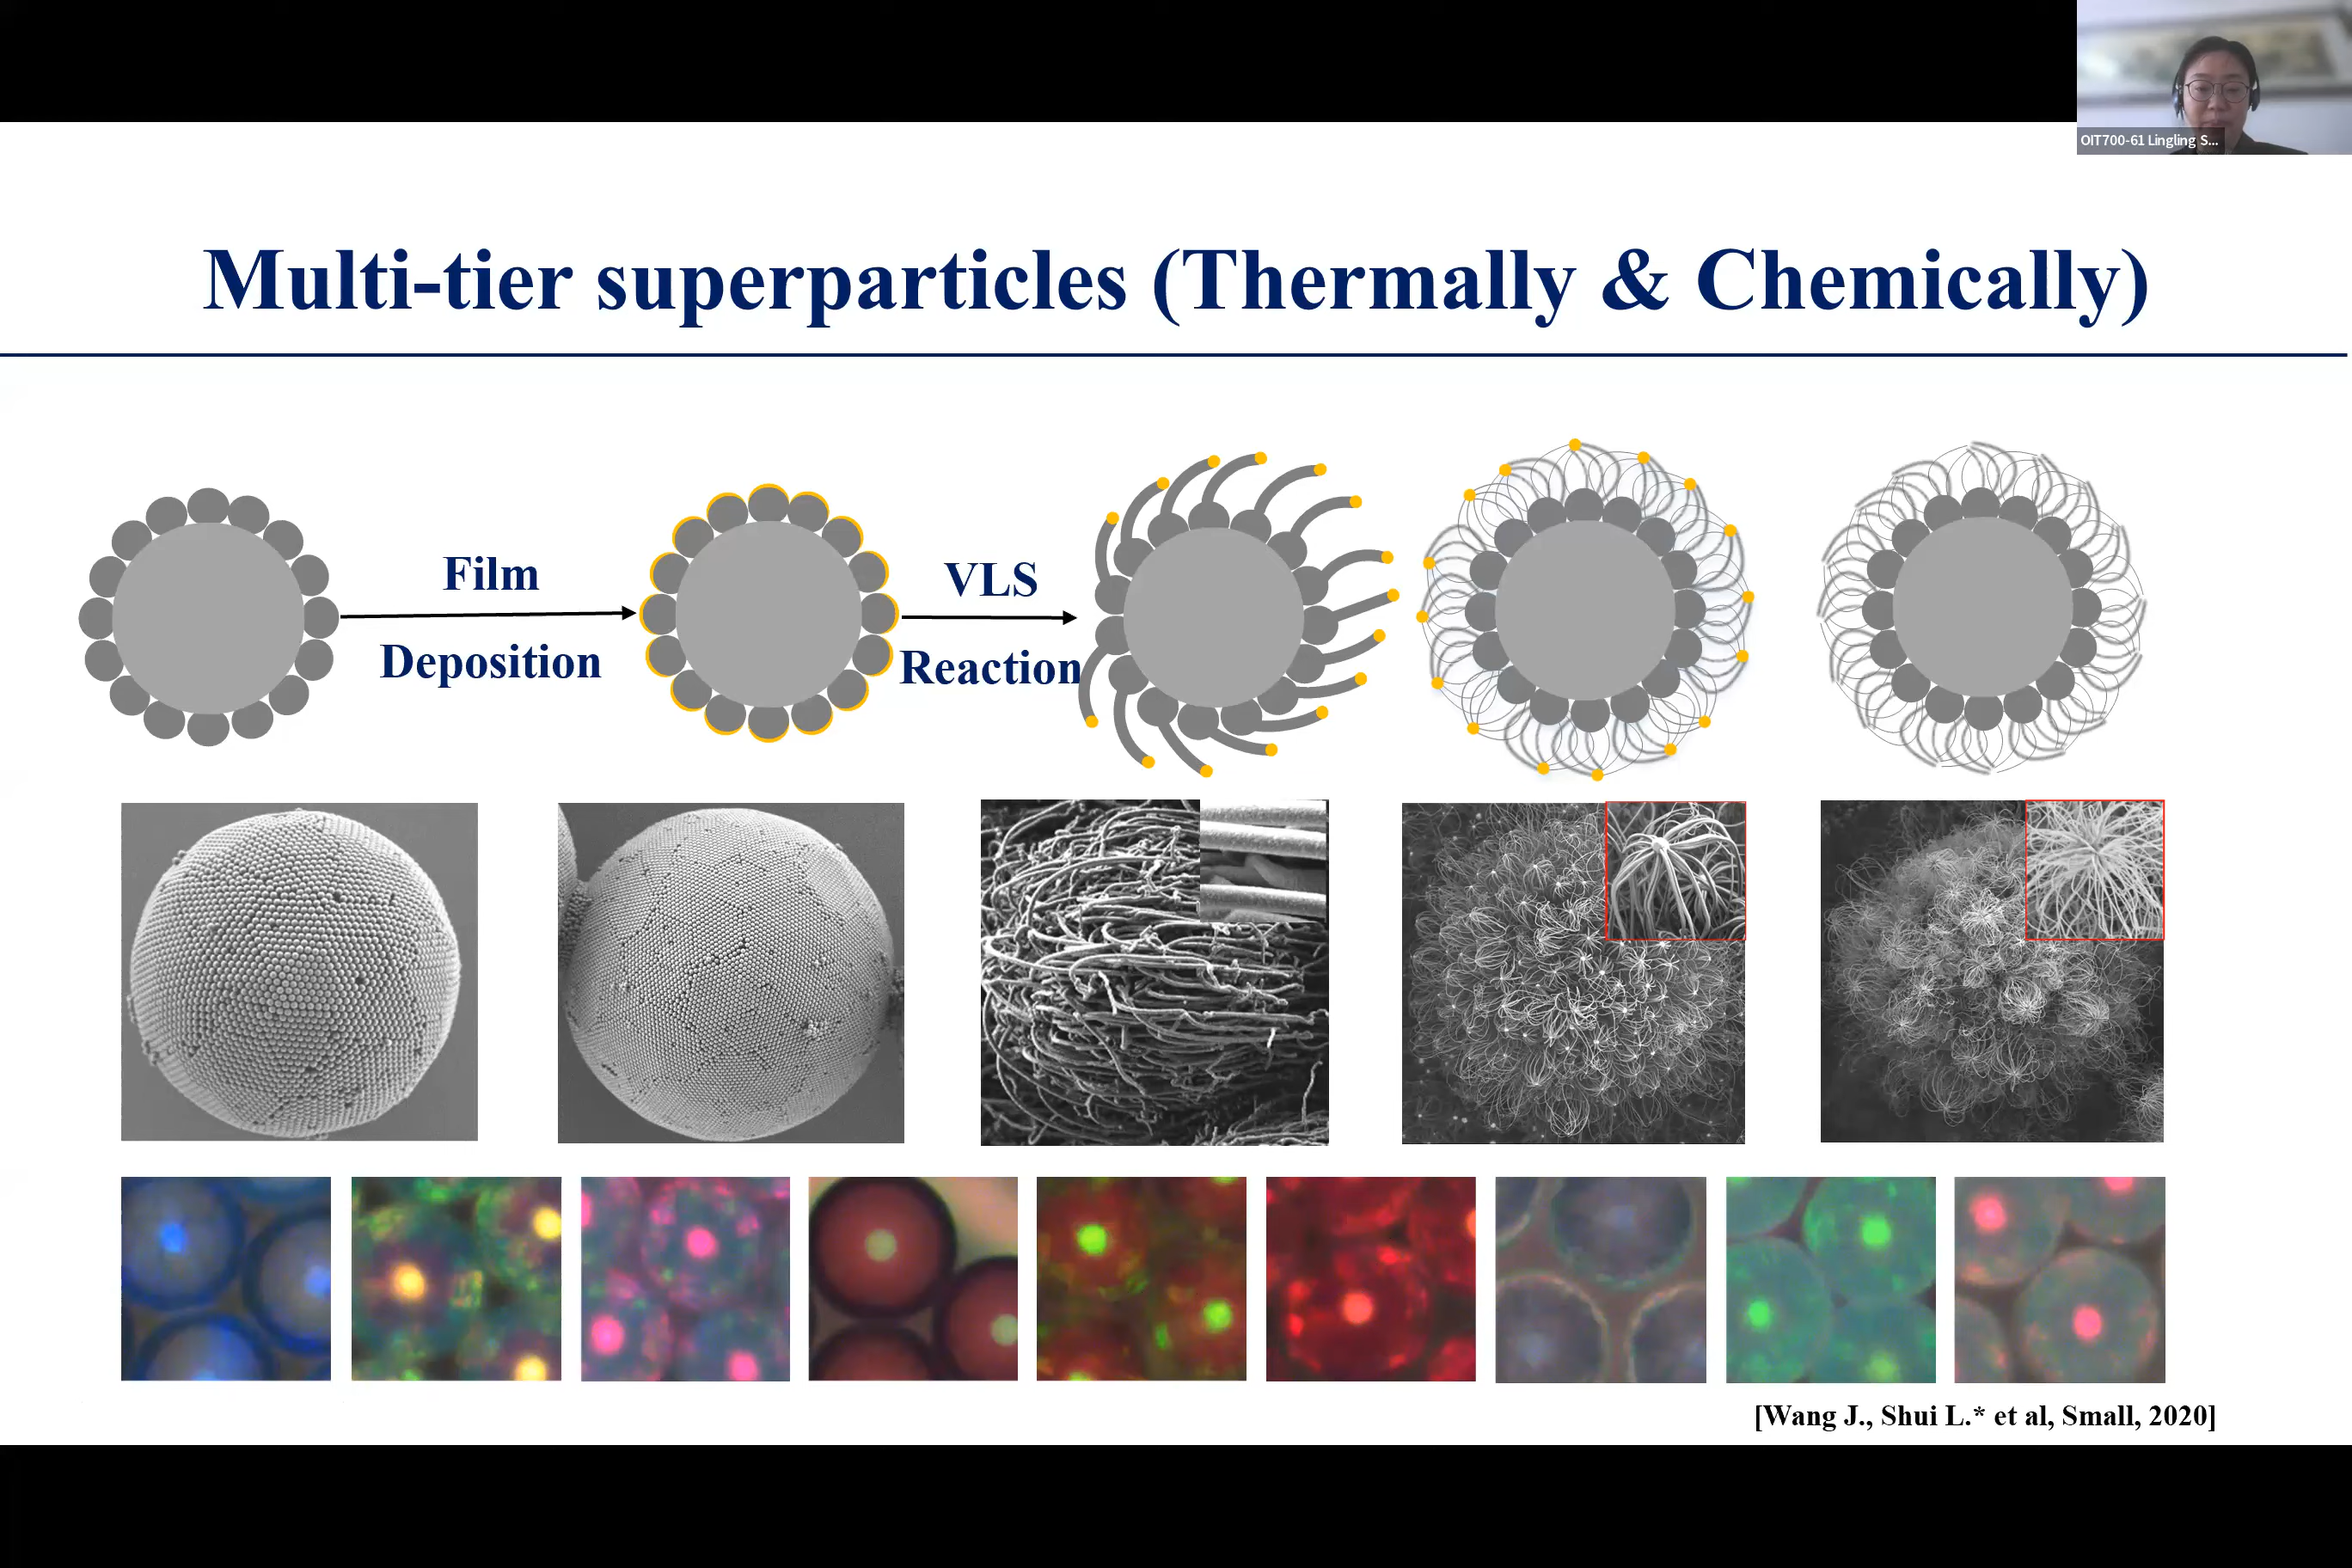 OIT700-61 Lingling S...
Multi-tier superparticles (Thermally & Chemically)
Film
Deposition
VLS
Reaction
[Wang J., Shui L.* et al, Small, 2020]